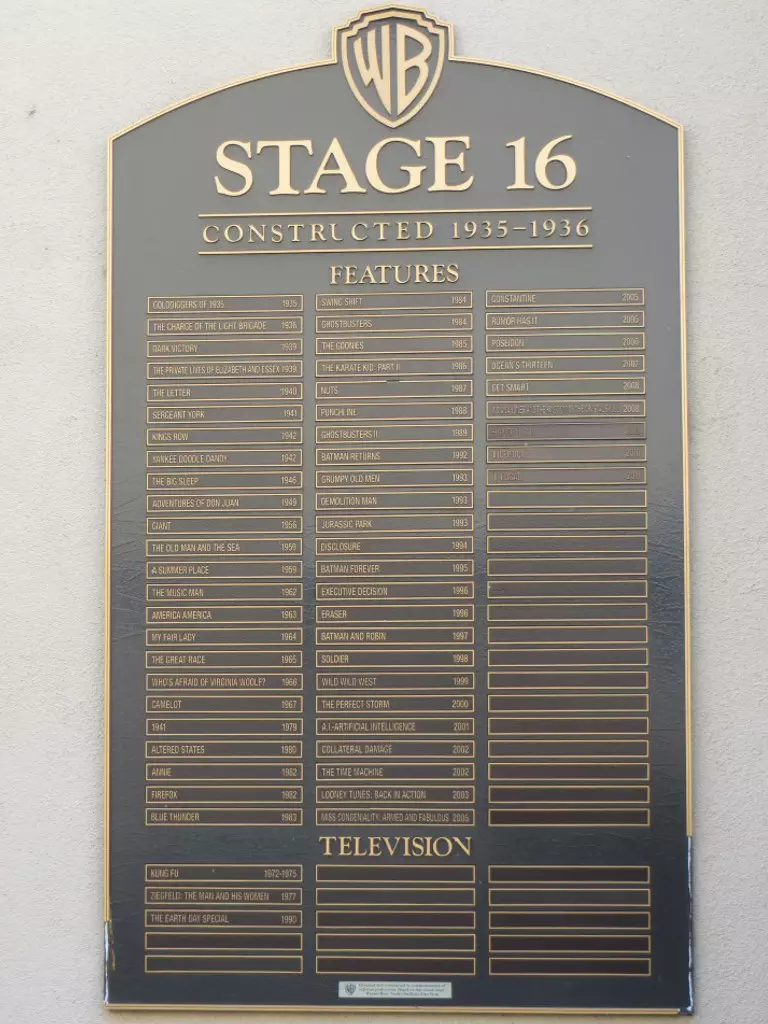 WB
STAGE 16
CONSTRUCTED 1935–1936
FEATURES
GOLDDIGGERS OF 1935 1935
THE CHARGE OF THE LIGHT BRIGADE 1936
DARK VICTORY 1939
THE PRIVATE LIVES OF ELIZABETH AND ESSEX 1939
THE LETTER 1940
SERGEANT YORK 1941
KINGS ROW 1942
YANKEE DOODLE DANDY 1942
THE BIG SLEEP 1946
ADVENTURES OF DON JUAN 1949
GIANT 1956
THE OLD MAN AND THE SEA 1958
A SUMMER PLACE 1959
THE MUSIC MAN 1962
AMERICA AMERICA 1963
MY FAIR LADY 1964
THE GREAT RACE 1965
WHO'S AFRAID OF VIRGINIA WOOLF? 1966
CAMELOT 1967
1941 1979
ALTERED STATES 1980
ANNIE 1982
FIREFOX 1982
BLUE THUNDER 1983
SWING SHIFT 1984
GHOSTBUSTERS 1984
THE GOONIES 1985
THE KARATE KID: PART II 1986
NUTS 1987
PUNCHLINE 1988
GHOSTBUSTERS II 1989
BATMAN RETURNS 1992
GRUMPY OLD MEN 1993
DEMOLITION MAN 1993
JURASSIC PARK 1993
DISCLOSURE 1994
BATMAN FOREVER 1995
EXECUTIVE DECISION 1996
ERASER 1996
BATMAN AND ROBIN 1997
SOLDIER 1998
WILD WILD WEST 1999
THE PERFECT STORM 2000
A.I.-ARTIFICIAL INTELLIGENCE 2001
COLLATERAL DAMAGE 2002
THE TIME MACHINE 2002
LOONEY TUNES: BACK IN ACTION 2003
MISS CONGENIALITY: ARMED AND FABULOUS 2005
CONSTANTINE 2005
RUMOR HAS IT 2005
POSEIDON 2006
OCEAN'S THIRTEEN 2007
GET SMART 2008
2008
TELEVISION
KUNG FU 1972-1975
ZIEGFELD: THE MAN AND HIS WOMEN 1977
THE EARTH DAY SPECIAL 1990
WB